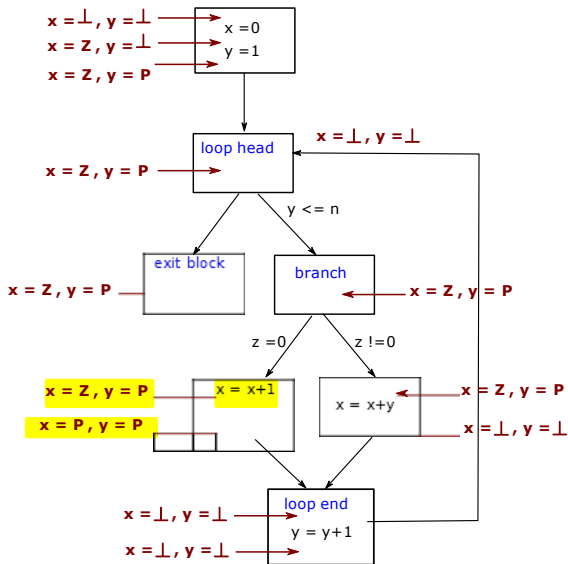 x = ⊥, y = ⊥
x = 0
x = Z, y = ⊥
y = 1
x = Z, y = P
loop head
x = ⊥, y = ⊥
x = Z, y = P
y <= n
exit block
branch
x = Z, y = P
x = Z, y = P
z =0
z !=0
x = Z, y = P
x = x+1
x = Z, y = P
x = P, y = P
x = x+y
x = ⊥, y = ⊥
loop end
x = ⊥, y = ⊥
y = y+1
x = ⊥, y = ⊥